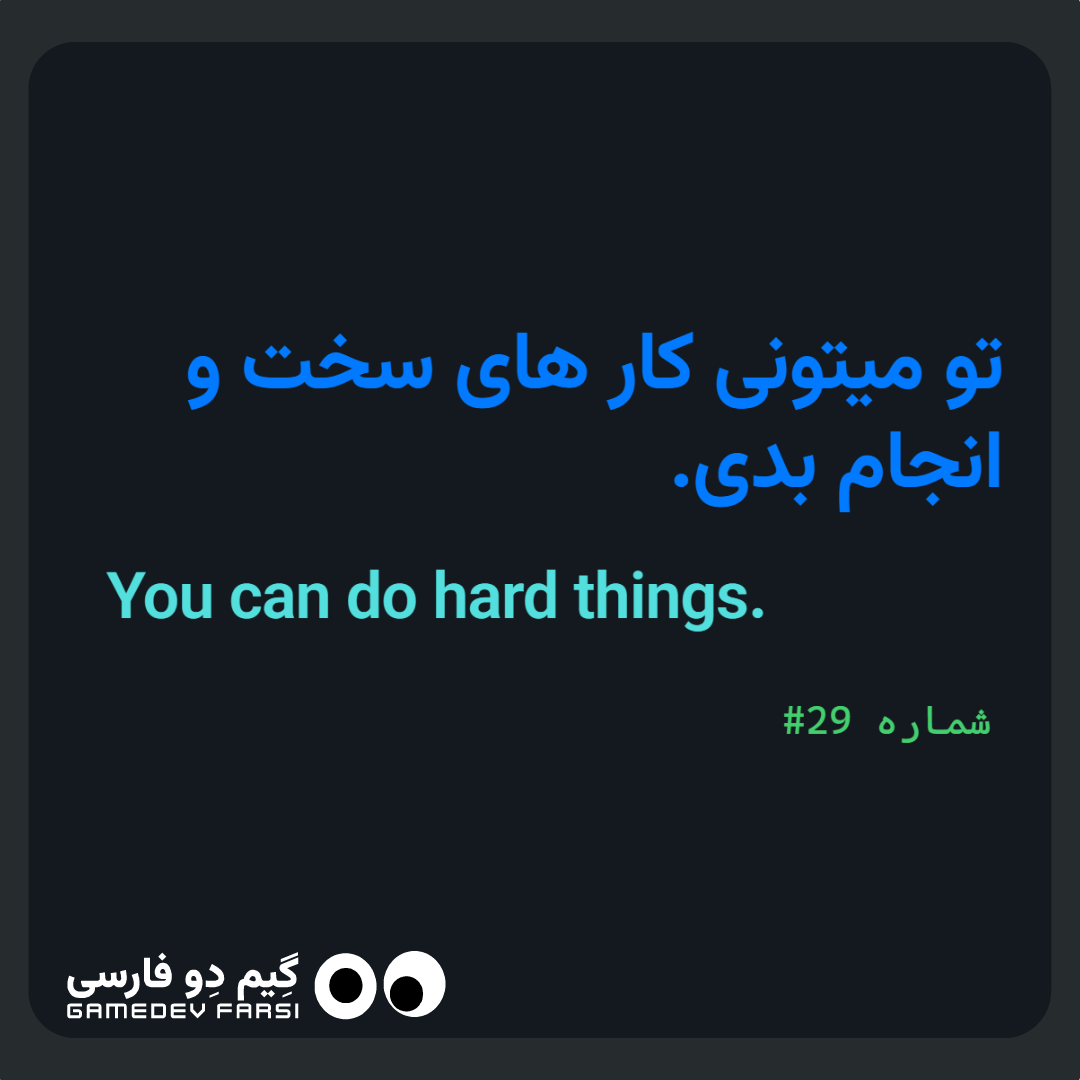 تو میتونی کار های سخت و
انجام بدی.
You can do hard things.
شماره 29#
گِیم دِو فارسی
GAMEDEV FARSI